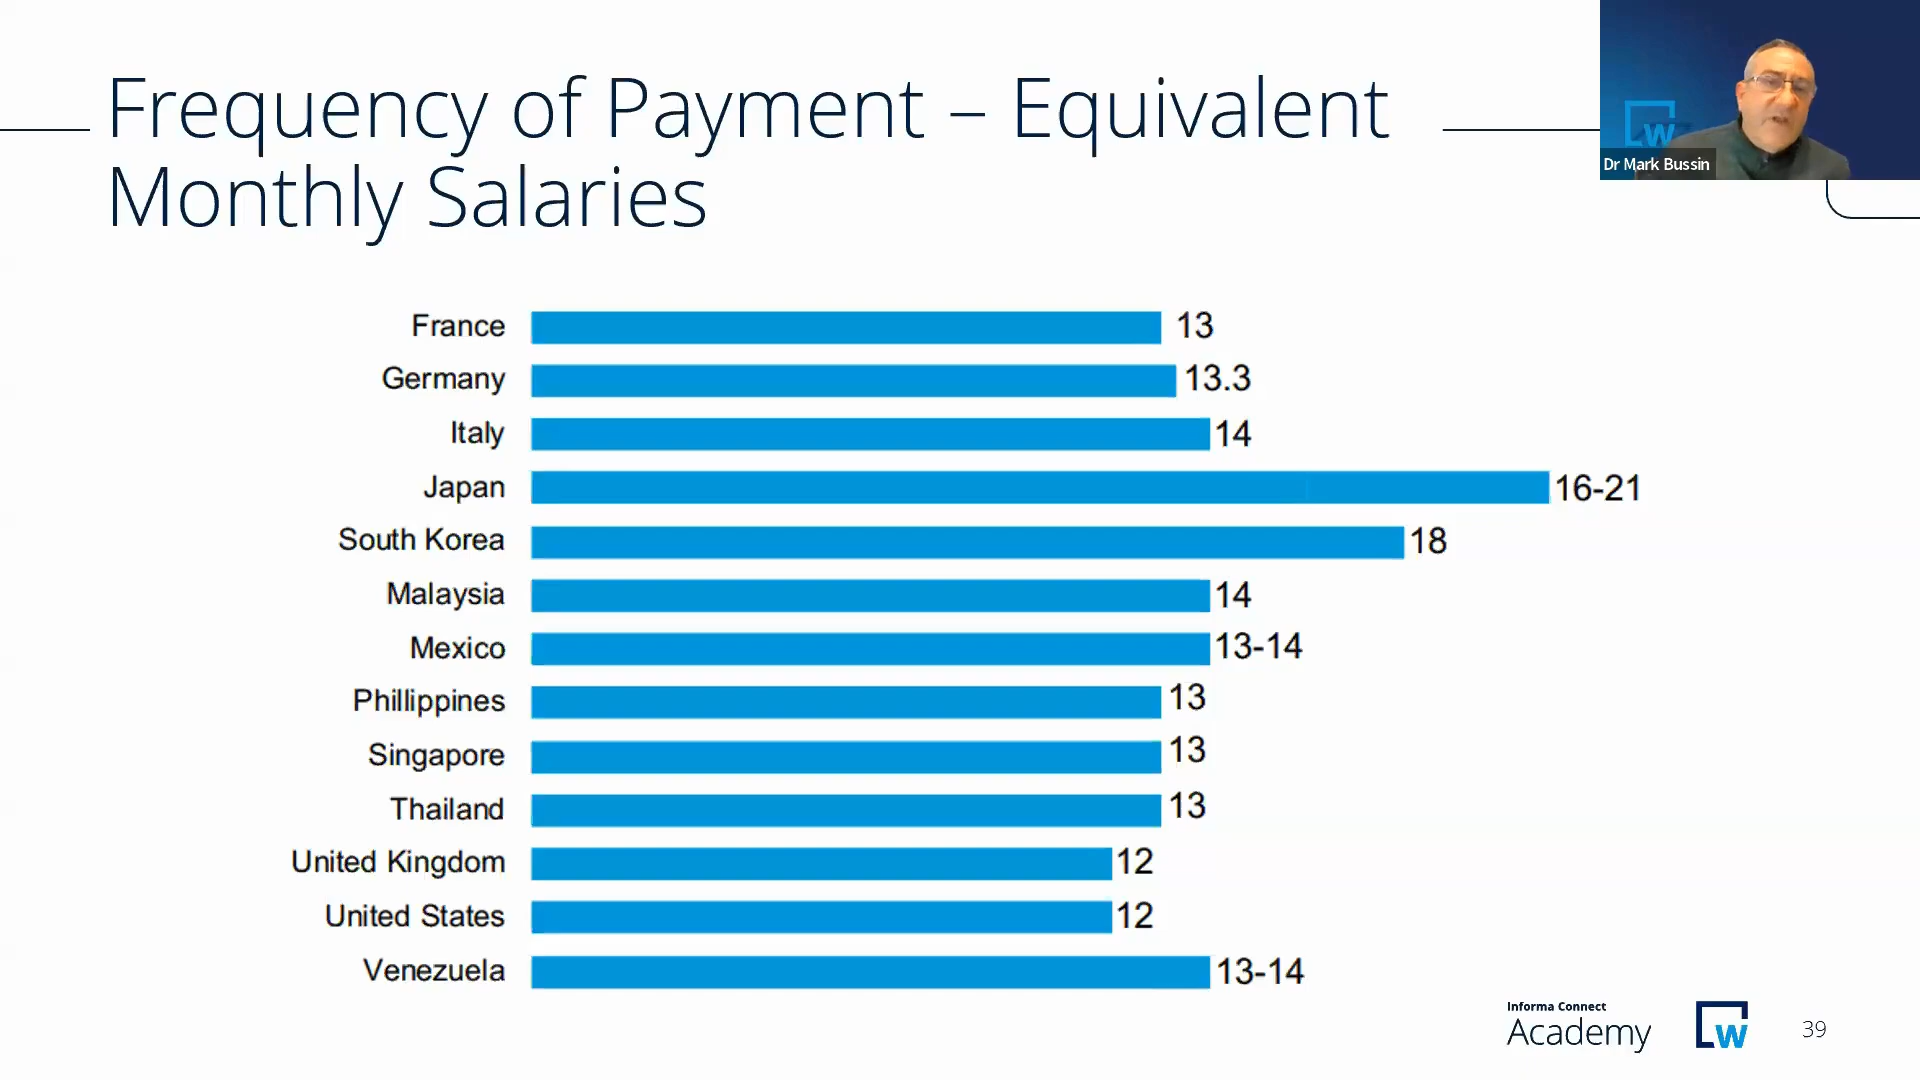 Frequency of Payment – Equivalent
Monthly Salaries
W
Dr Mark Bussin
France 13
Germany 13.3
Italy 14
Japan 16-21
South Korea 18
Malaysia 14
Mexico 13-14
Phillippines 13
Singapore 13
Thailand 13
United Kingdom 12
United States 12
Venezuela 13-14
Informa Connect
Academy
W
39